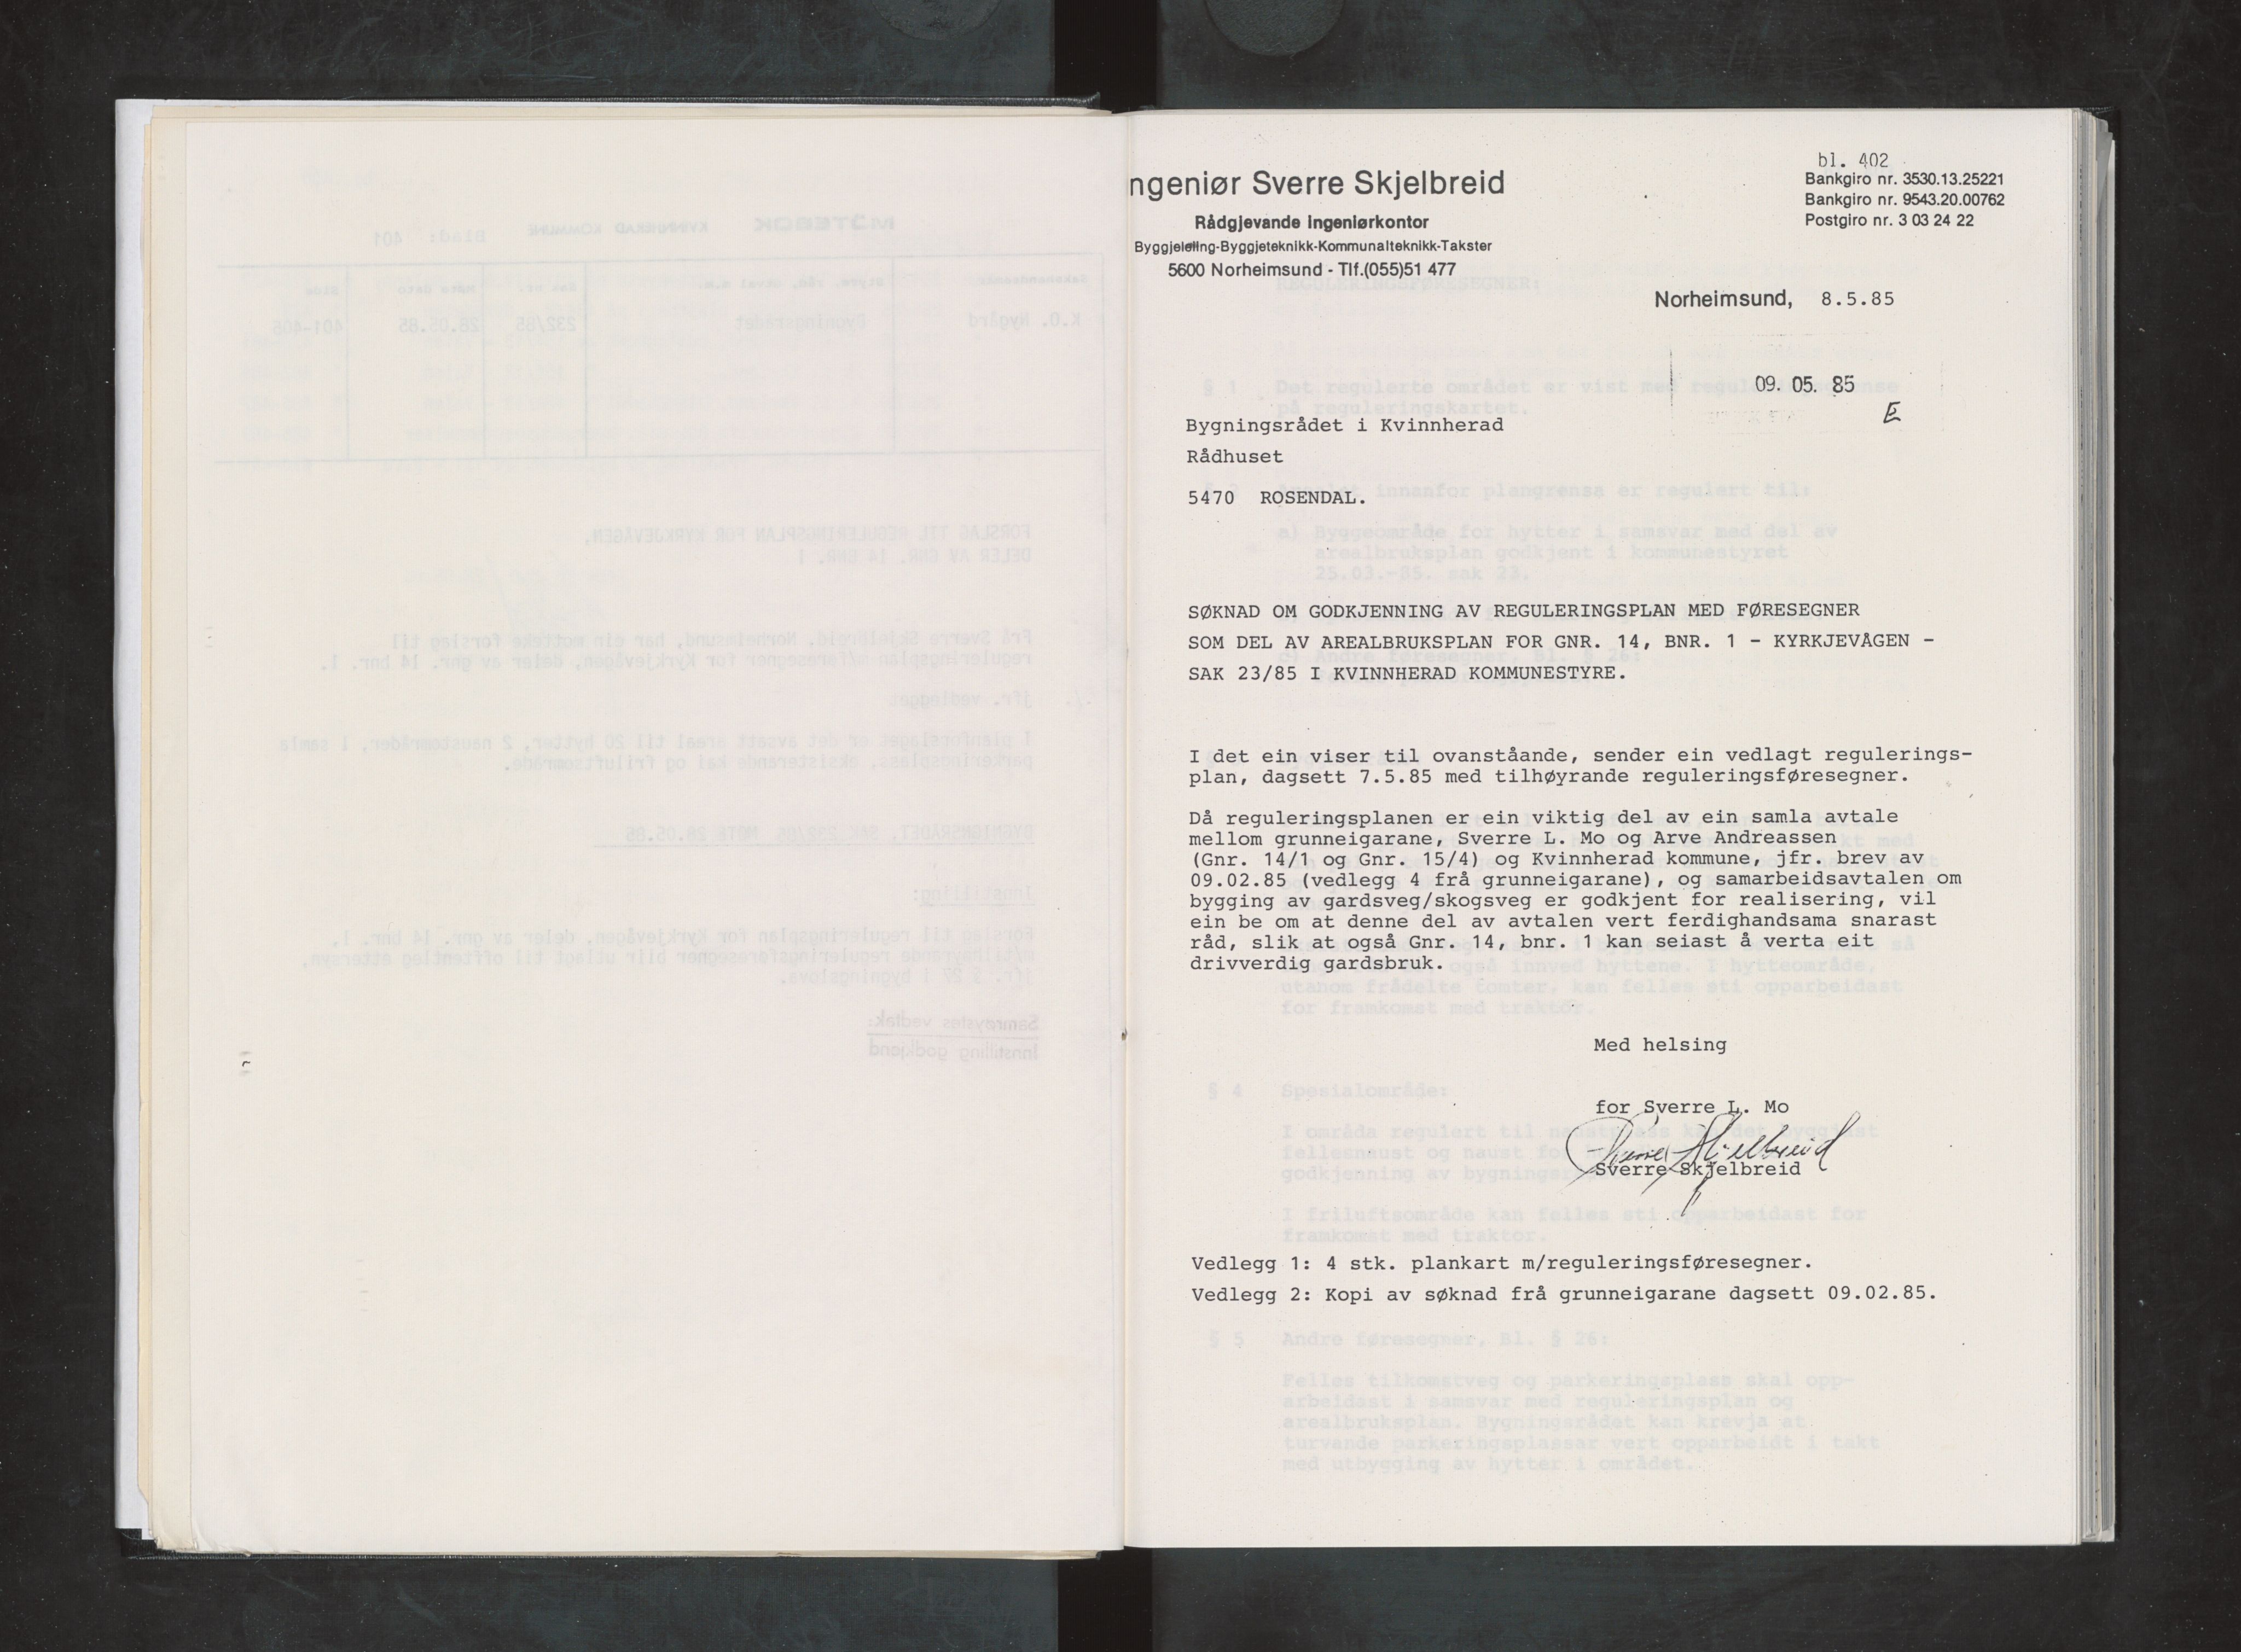 bl. 402
ngeniør Sverre Skjelbreid
Rådgjevande ingeniørkontor
Byggjeleiing-Byggjeteknikk-Kommunalteknikk-Takster
5600 Norheimsund - Tlf.(055)51 477
Bankgiro nr. 3530.13.25221
Bankgiro nr. 9543.20.00762
Postgiro nr. 3 03 24 22
Norheimsund, 8.5.85
09. 05. 85
E
Bygningsrådet i Kvinnherad
Rådhuset
5470 ROSENDAL.
SØKNAD OM GODKJENNING AV REGULERINGSPLAN MED FØRESEGNER
SOM DEL AV AREALBRUKSPLAN FOR GNR. 14, BNR. 1 - KYRKJEVÅGEN -
SAK 23/85 I KVINNHERAD KOMMUNESTYRE.
I det ein viser til ovanståande, sender ein vedlagt regulerings-
plan, dagsett 7.5.85 med tilhøyrande reguleringsføresegner.
Då reguleringsplanen er ein viktig del av ein samla avtale
mellom grunneigarane, Sverre L. Mo og Arve Andreassen
(Gnr. 14/1 og Gnr. 15/4) og Kvinnherad kommune, jfr. brev av
09.02.85 (vedlegg 4 frå grunneigarane), og samarbeidsavtalen om
bygging av gardsveg/skogsveg er godkjent for realisering, vil
ein be om at denne del av avtalen vert ferdighandsama snarast
råd, slik at også Gnr. 14, bnr. 1 kan seiast å verta eit
drivverdig gardsbruk.
Med helsing
for Sverre L. Mo
Sverre Skjelbreid
Sverre Skjelbreid
Vedlegg 1: 4 stk. plankart m/reguleringsføresegner.
Vedlegg 2: Kopi av søknad frå grunneigarane dagsett 09.02.85.